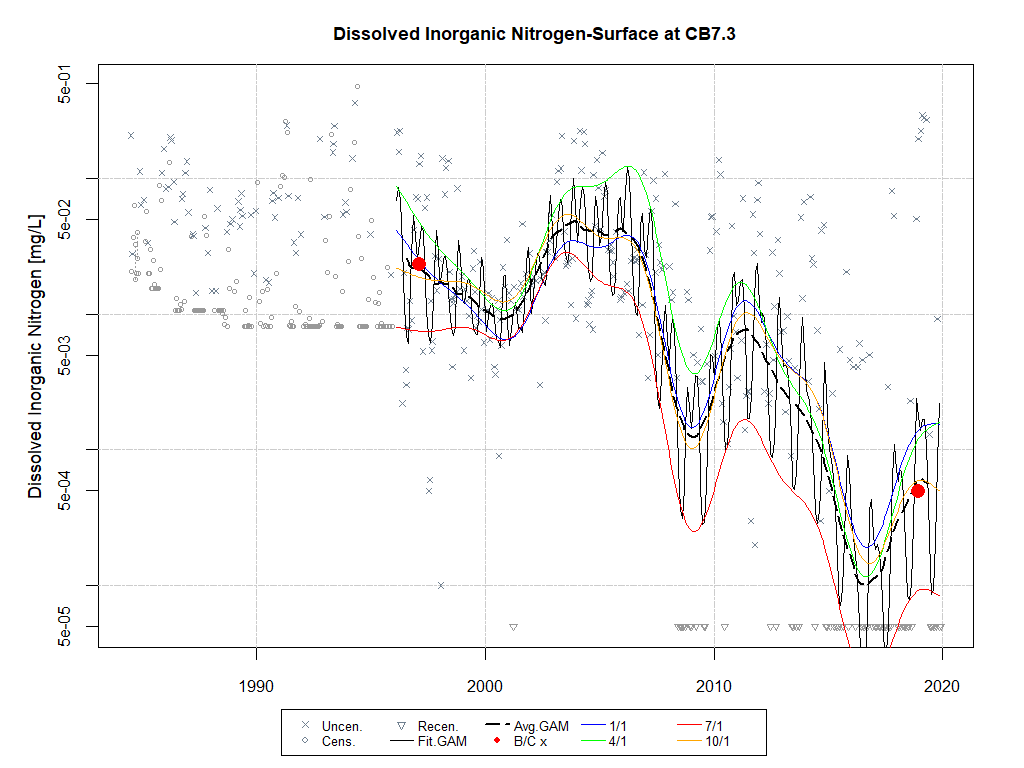 Dissolved Inorganic Nitrogen-Surface at CB7.3
Dissolved Inorganic Nitrogen [mg/L]
5e-01
5e-02
5e-03
5e-04
5e-05
1990 2000 2010 2020
Uncen. Recen. Avg.GAM 1/1 7/1
Cens. Fit.GAM B/C x 4/1 10/1